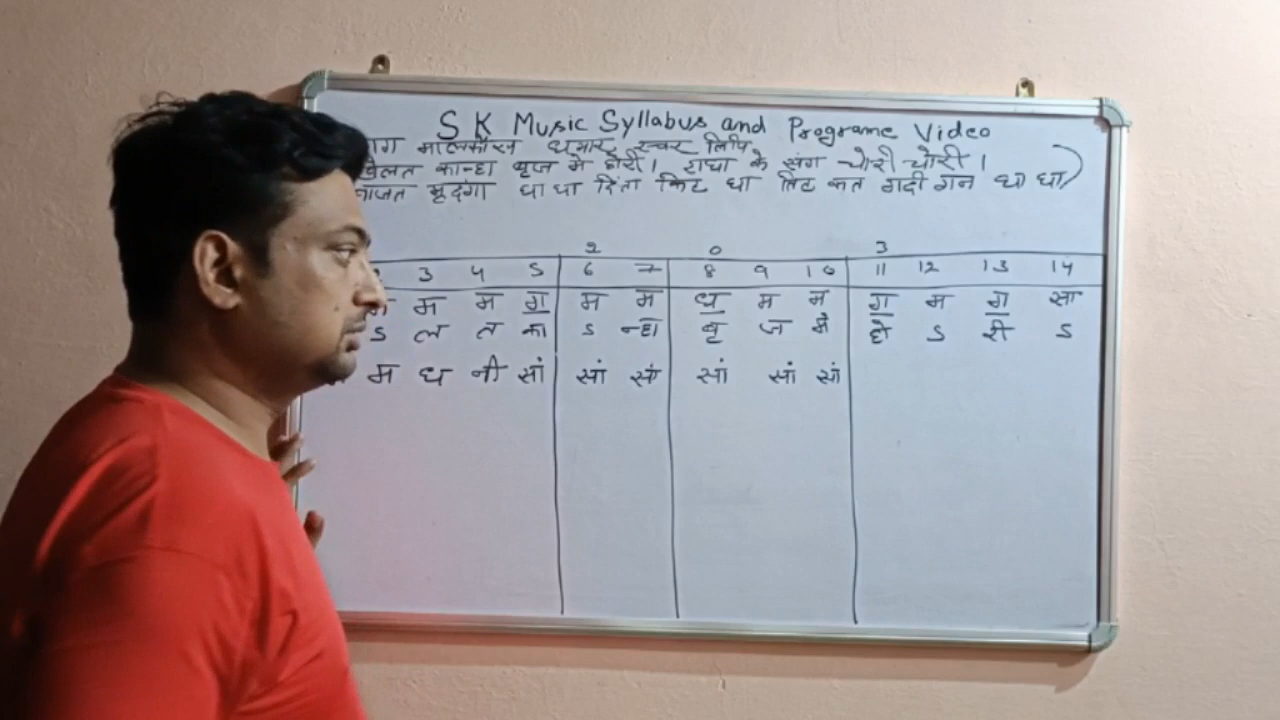 S K Music Syllabus and Programe Video
राग मालकौंस धमार स्वर लिपि
खेलत कान्हा बृज मे होरी। राधा के संग चोरी चोरी।
बाजत मृदंगा धा धा दिंता किट धा तिट कत गदी गन धा धा)
2 0 3
3 4 5 6 7 8 9 10 11 12 13 14
म म ग म म ध म म ग म ग सा
S ल त का S न्हा बृ ज मे हो S री S
म ध नी सां सां सां सां सां सां